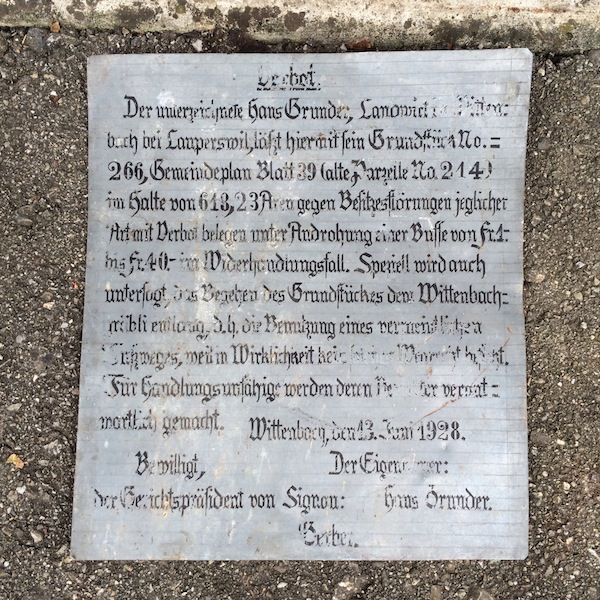 Verbot.
Der unterzeichnete Hans Grunder, Landwirt in Witten-
bach bei Lauperswil, läßt hiermit sein Grundstück No.=
266, Gemeindeplan Blatt 39 (alte Parzelle No. 214)
im Halte von 618,23 Aren gegen Besitzesstörungen jeglicher
Art mit Verbot belegen unter Androhung einer Busse von Fr. 1.-
bis Fr. 40.- im Widerhandlungsfall. Speziell wird auch
untersagt, das Begehen des Grundstückes dem Wittenbach=
gräbli entlang, d.h. die Benutzung eines vermeintlichen
Fußweges, weil in Wirklichkeit kein Wegrecht besteht.
Für Handlungsunfähige werden deren verant=
wortlich gemacht. Wittenbach, den 13. Juni 1928.
Bewilligt, Der Eigentümer:
der Gerichtspräsident von Signau: Hans Grunder.
Gerber.